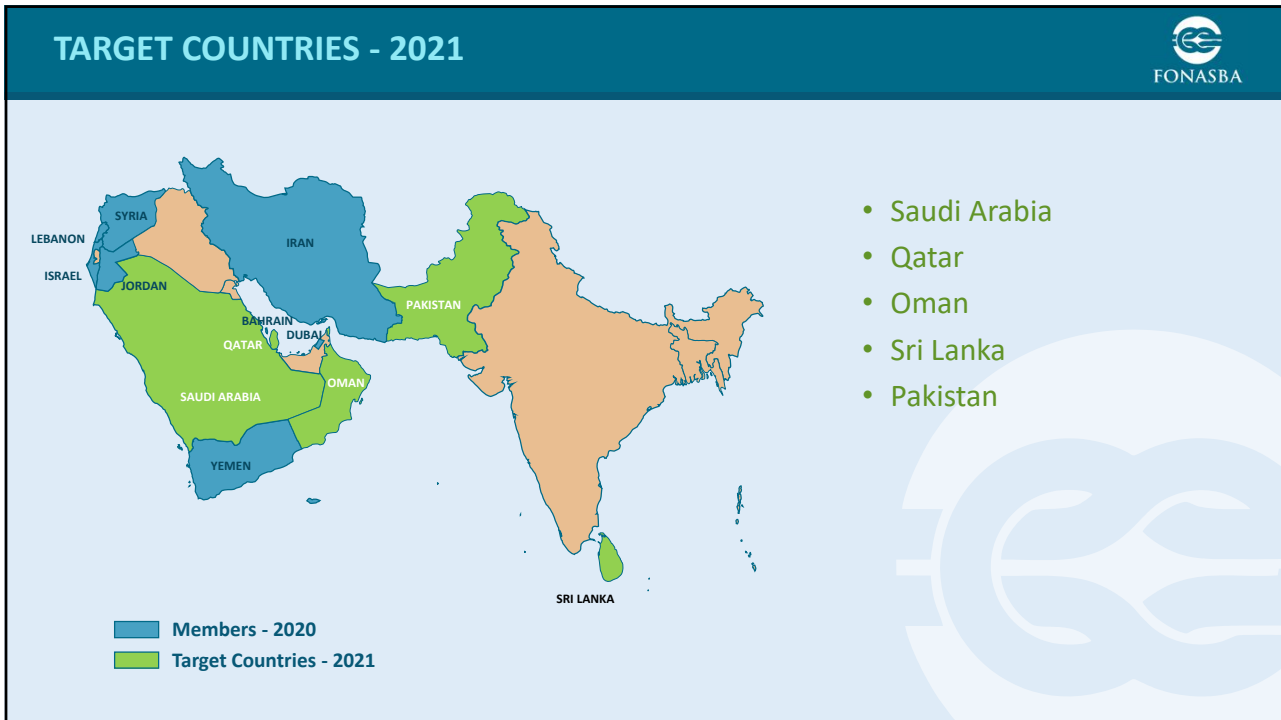 TARGET COUNTRIES - 2021
FONASBA
SYRIA
LEBANON
IRAN
ISRAEL
JORDAN
PAKISTAN
BAHRAIN
DUBAI
QATAR
OMAN
SAUDI ARABIA
YEMEN
SRI LANKA
• Saudi Arabia
• Qatar
• Oman
• Sri Lanka
• Pakistan
Members - 2020
Target Countries - 2021